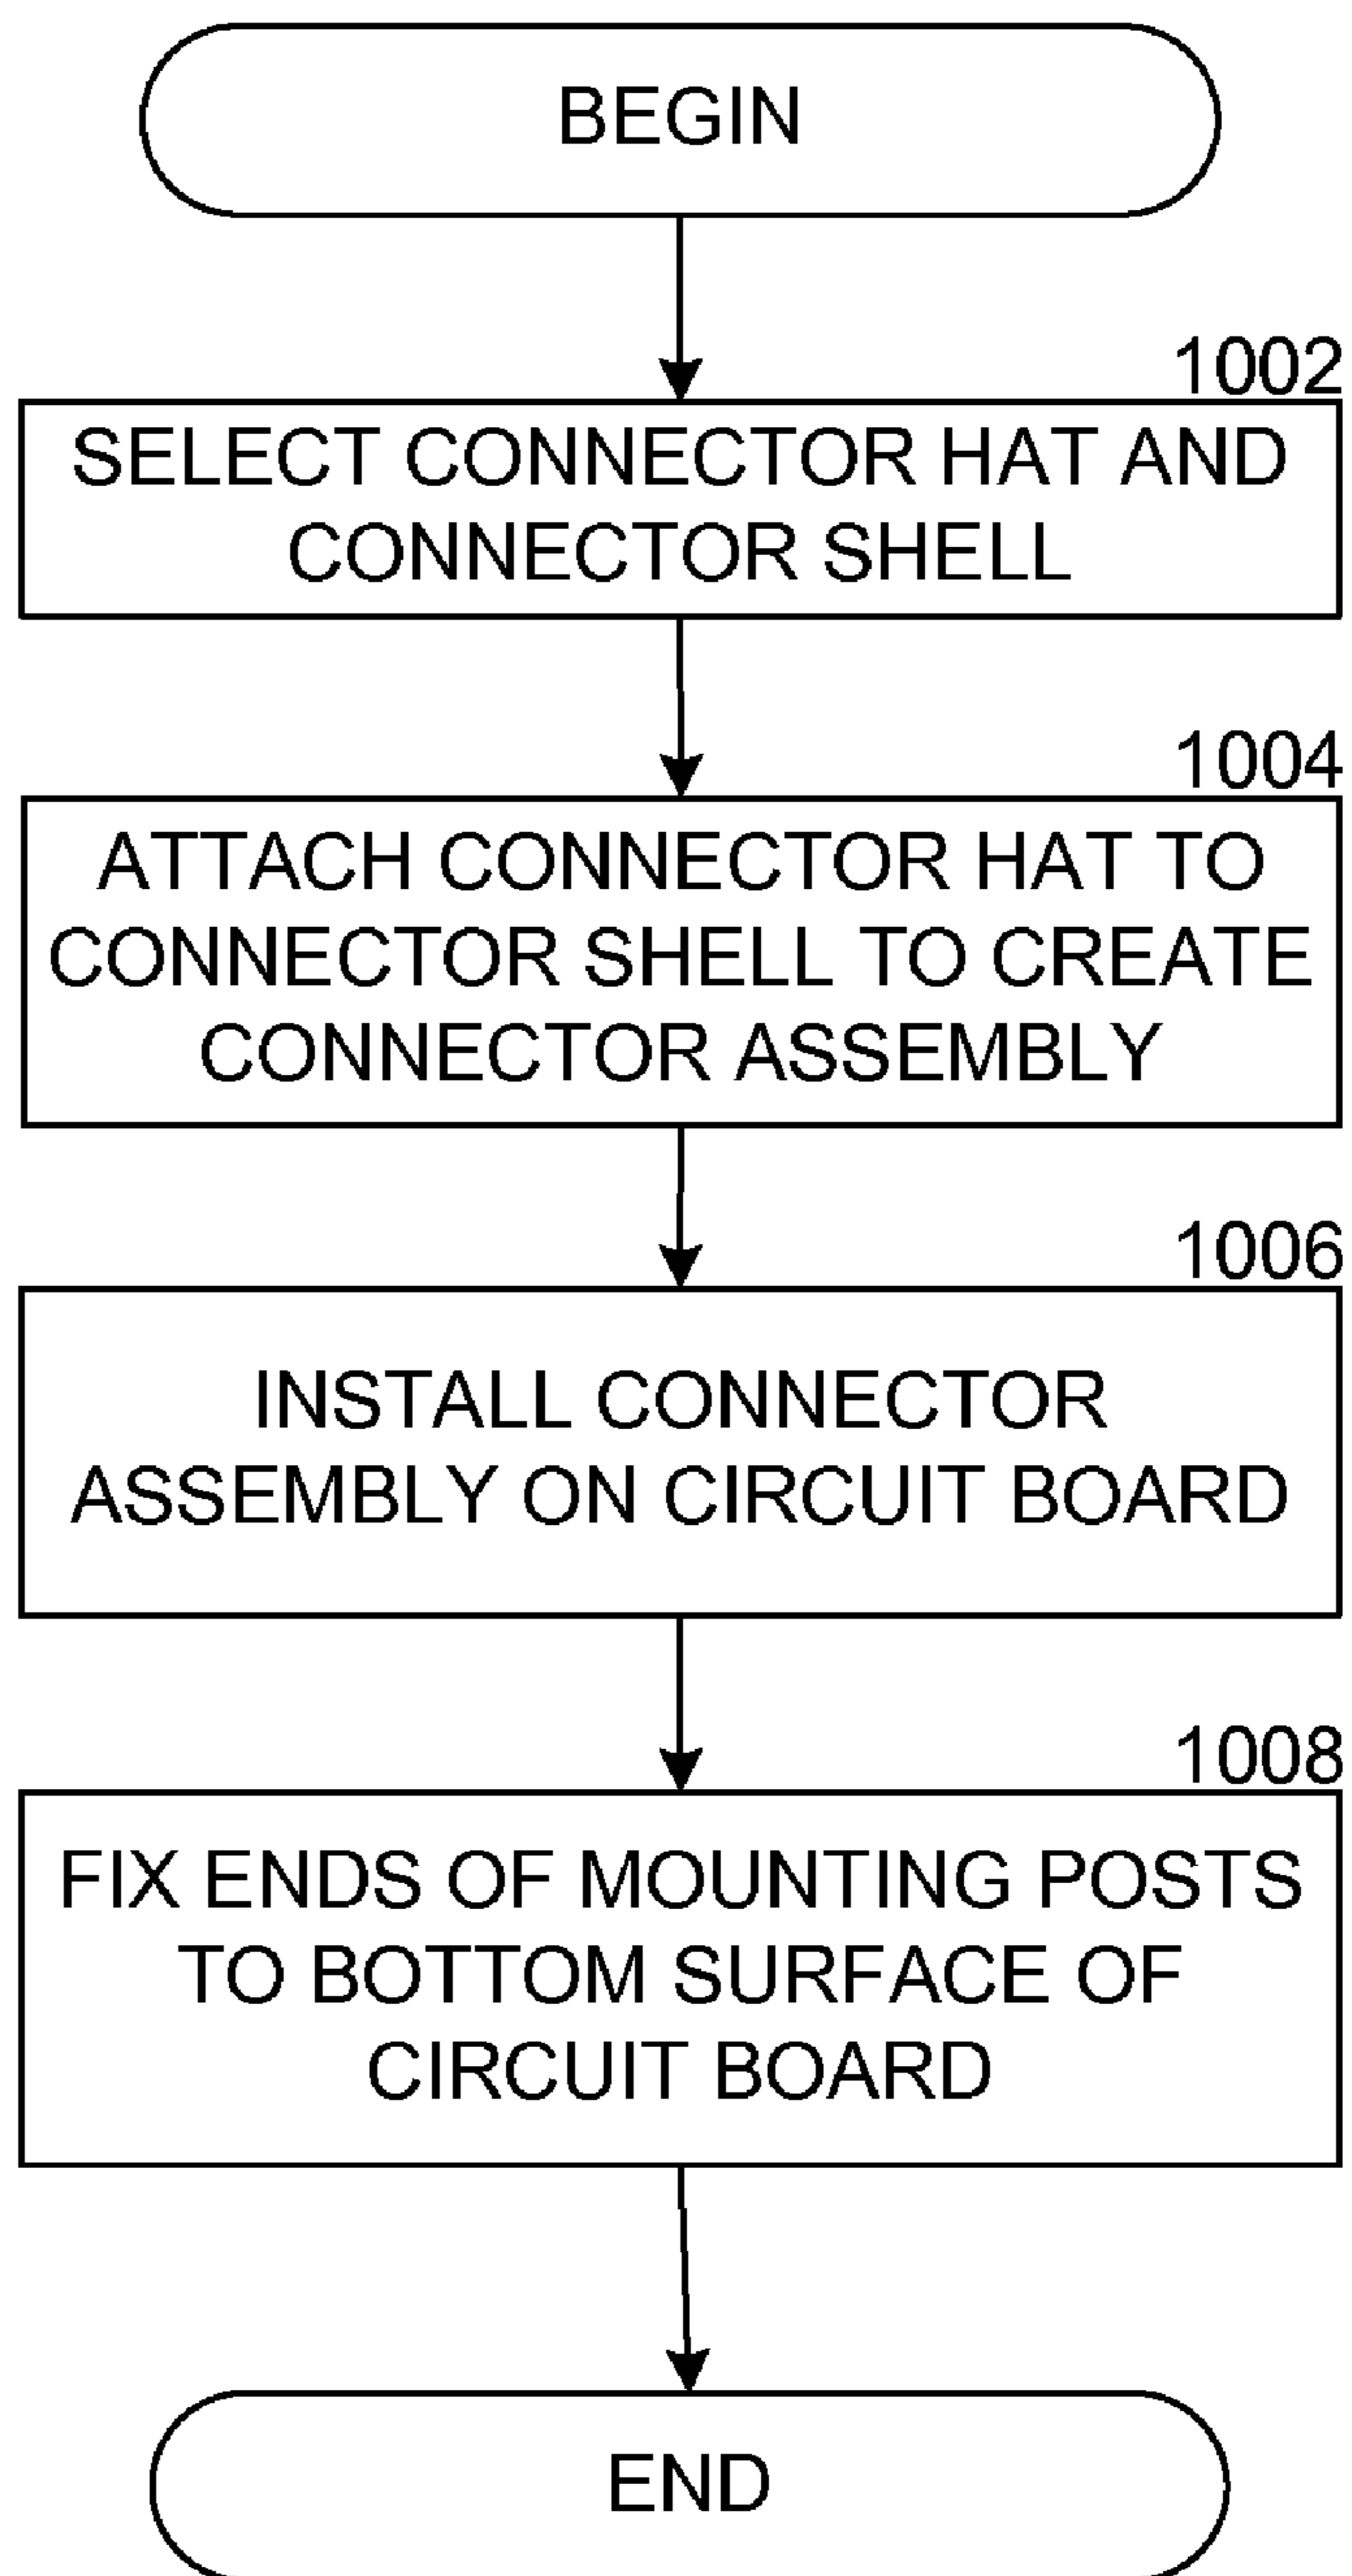 BEGIN
1002
SELECT CONNECTOR HAT AND
CONNECTOR SHELL
1004
ATTACH CONNECTOR HAT TO
CONNECTOR SHELL TO CREATE
CONNECTOR ASSEMBLY
1006
INSTALL CONNECTOR
ASSEMBLY ON CIRCUIT BOARD
1008
FIX ENDS OF MOUNTING POSTS
TO BOTTOM SURFACE OF
CIRCUIT BOARD
END